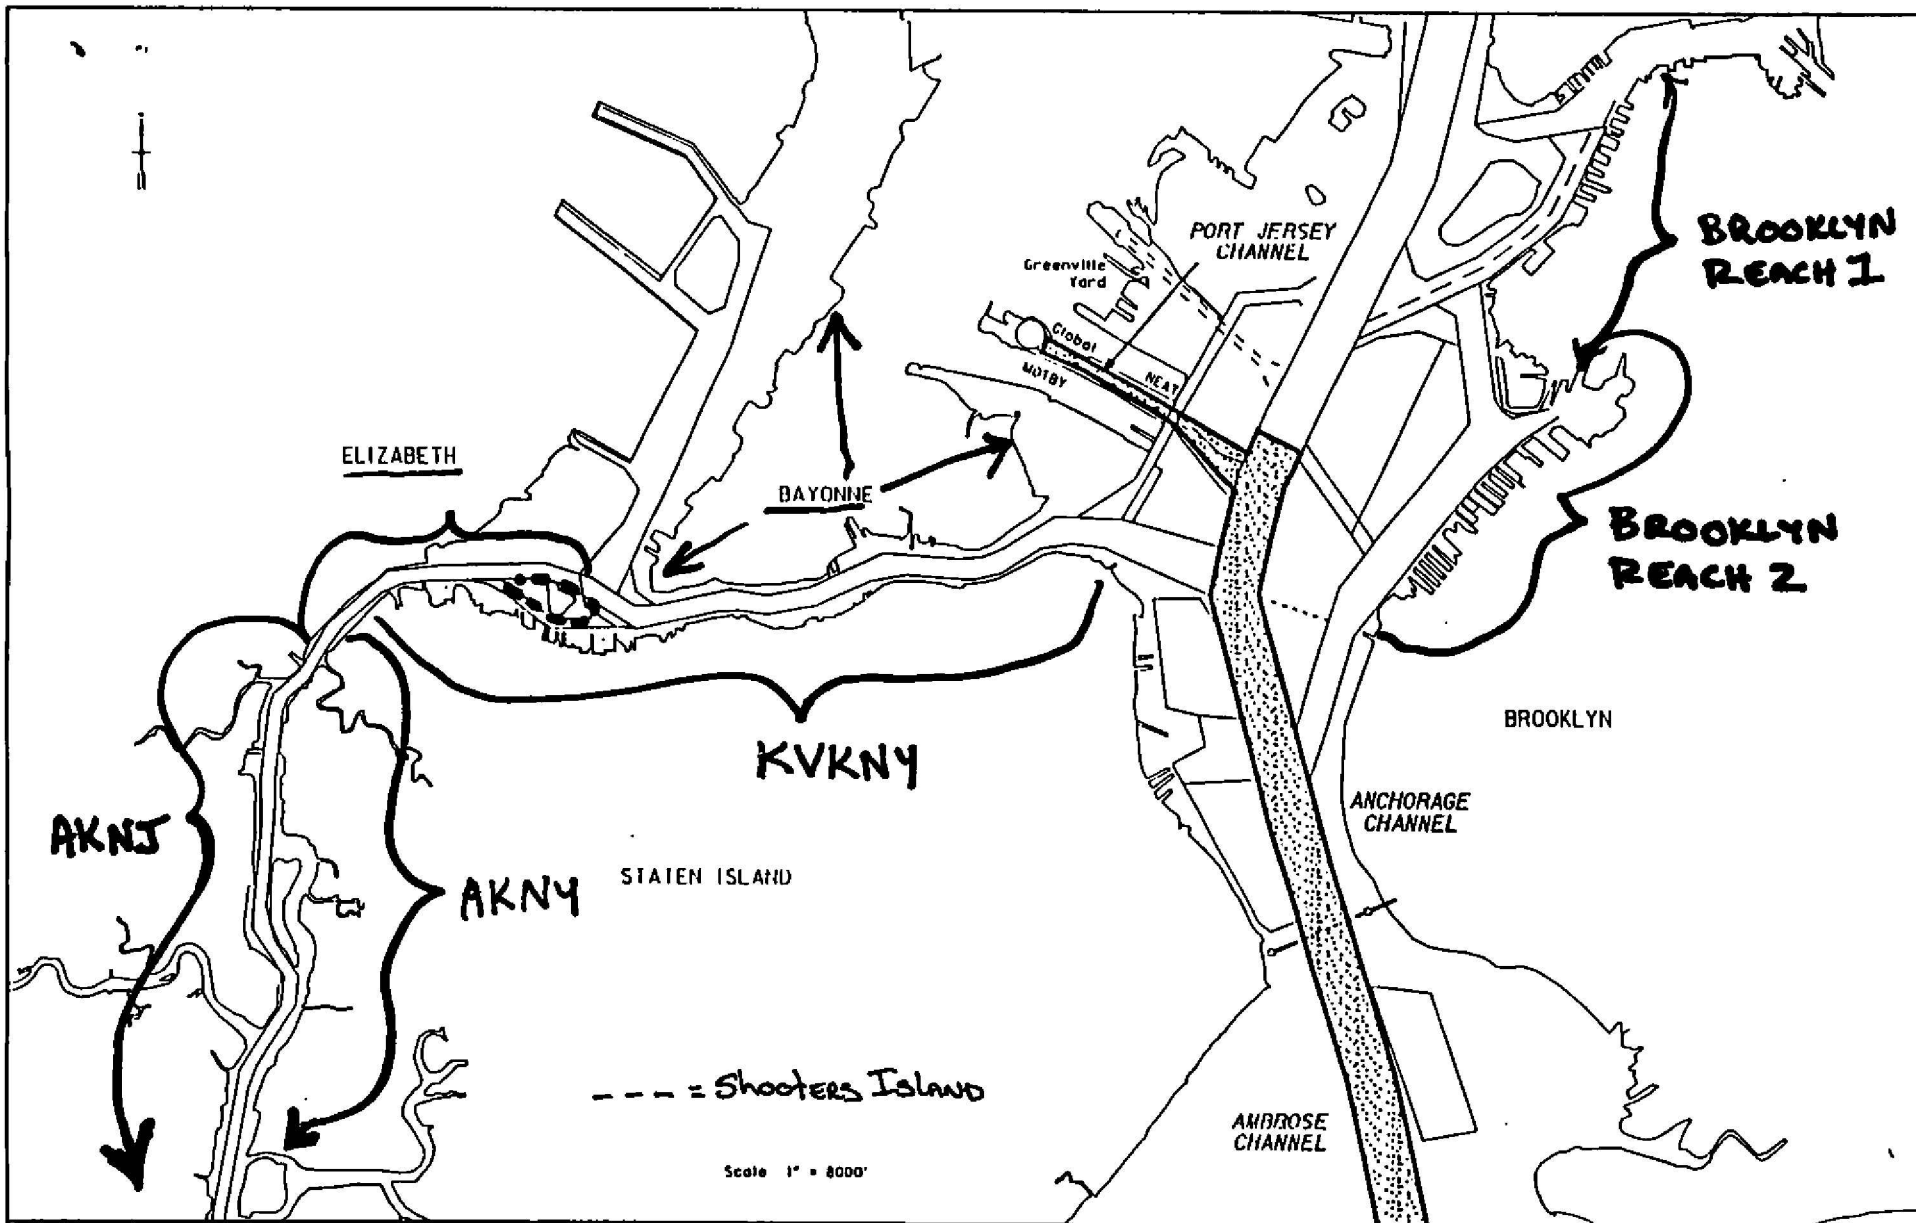 PORT JERSEY
CHANNEL
Greenville
Yard
Global
MOTBY
NEAT
BROOKLYN
REACH 1
ELIZABETH
BAYONNE
BROOKLYN
REACH 2
KVKNY
BROOKLYN
AKNJ
AKNY
STATEN ISLAND
ANCHORAGE
CHANNEL
--- = Shooters Island
AMBROSE
CHANNEL
Scale 1" = 8000'